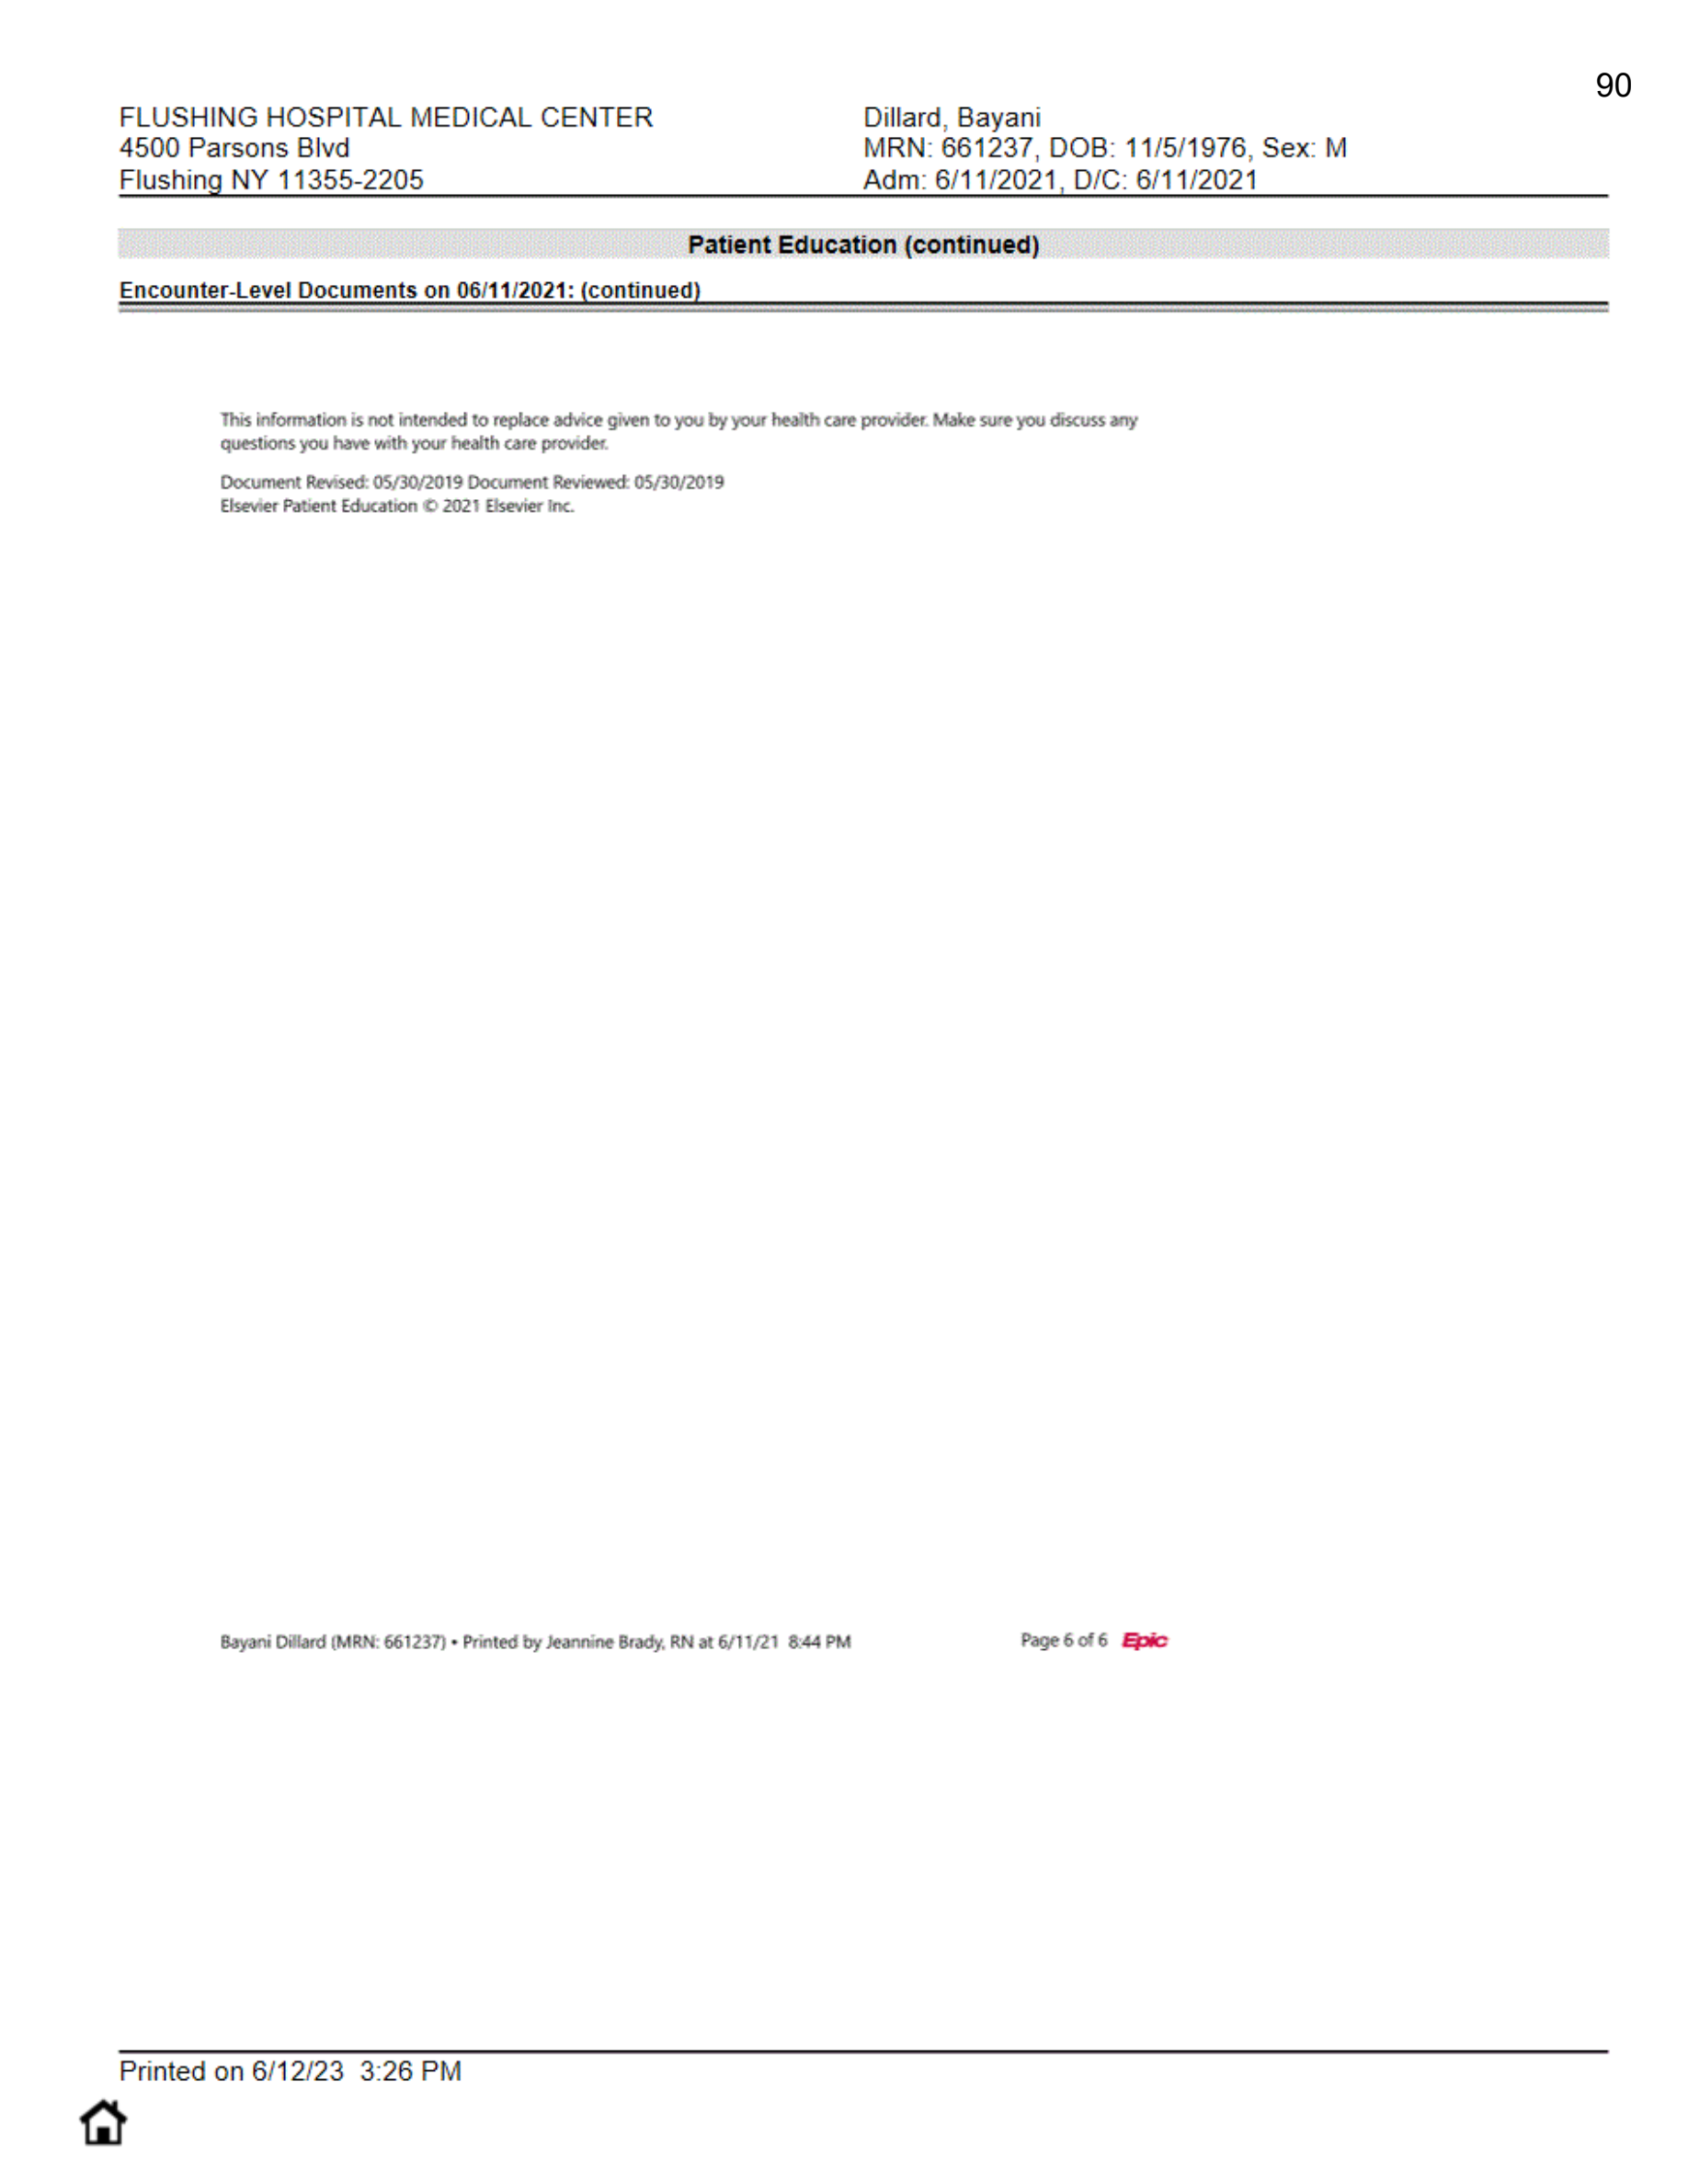 90
FLUSHING HOSPITAL MEDICAL CENTER
4500 Parsons Blvd
Flushing NY 11355-2205
Dillard, Bayani
MRN: 661237, DOB: 11/5/1976, Sex: M
Adm: 6/11/2021, D/C: 6/11/2021
Patient Education (continued)
Encounter-Level Documents on 06/11/2021: (continued)
This information is not intended to replace advice given to you by your health care provider. Make sure you discuss any
questions you have with your health care provider.
Document Revised: 05/30/2019 Document Reviewed: 05/30/2019
Elsevier Patient Education © 2021 Elsevier Inc.
Bayani Dillard (MRN: 661237) • Printed by Jeannine Brady, RN at 6/11/21 8:44 PM
Page 6 of 6 Epic
Printed on 6/12/23 3:26 PM